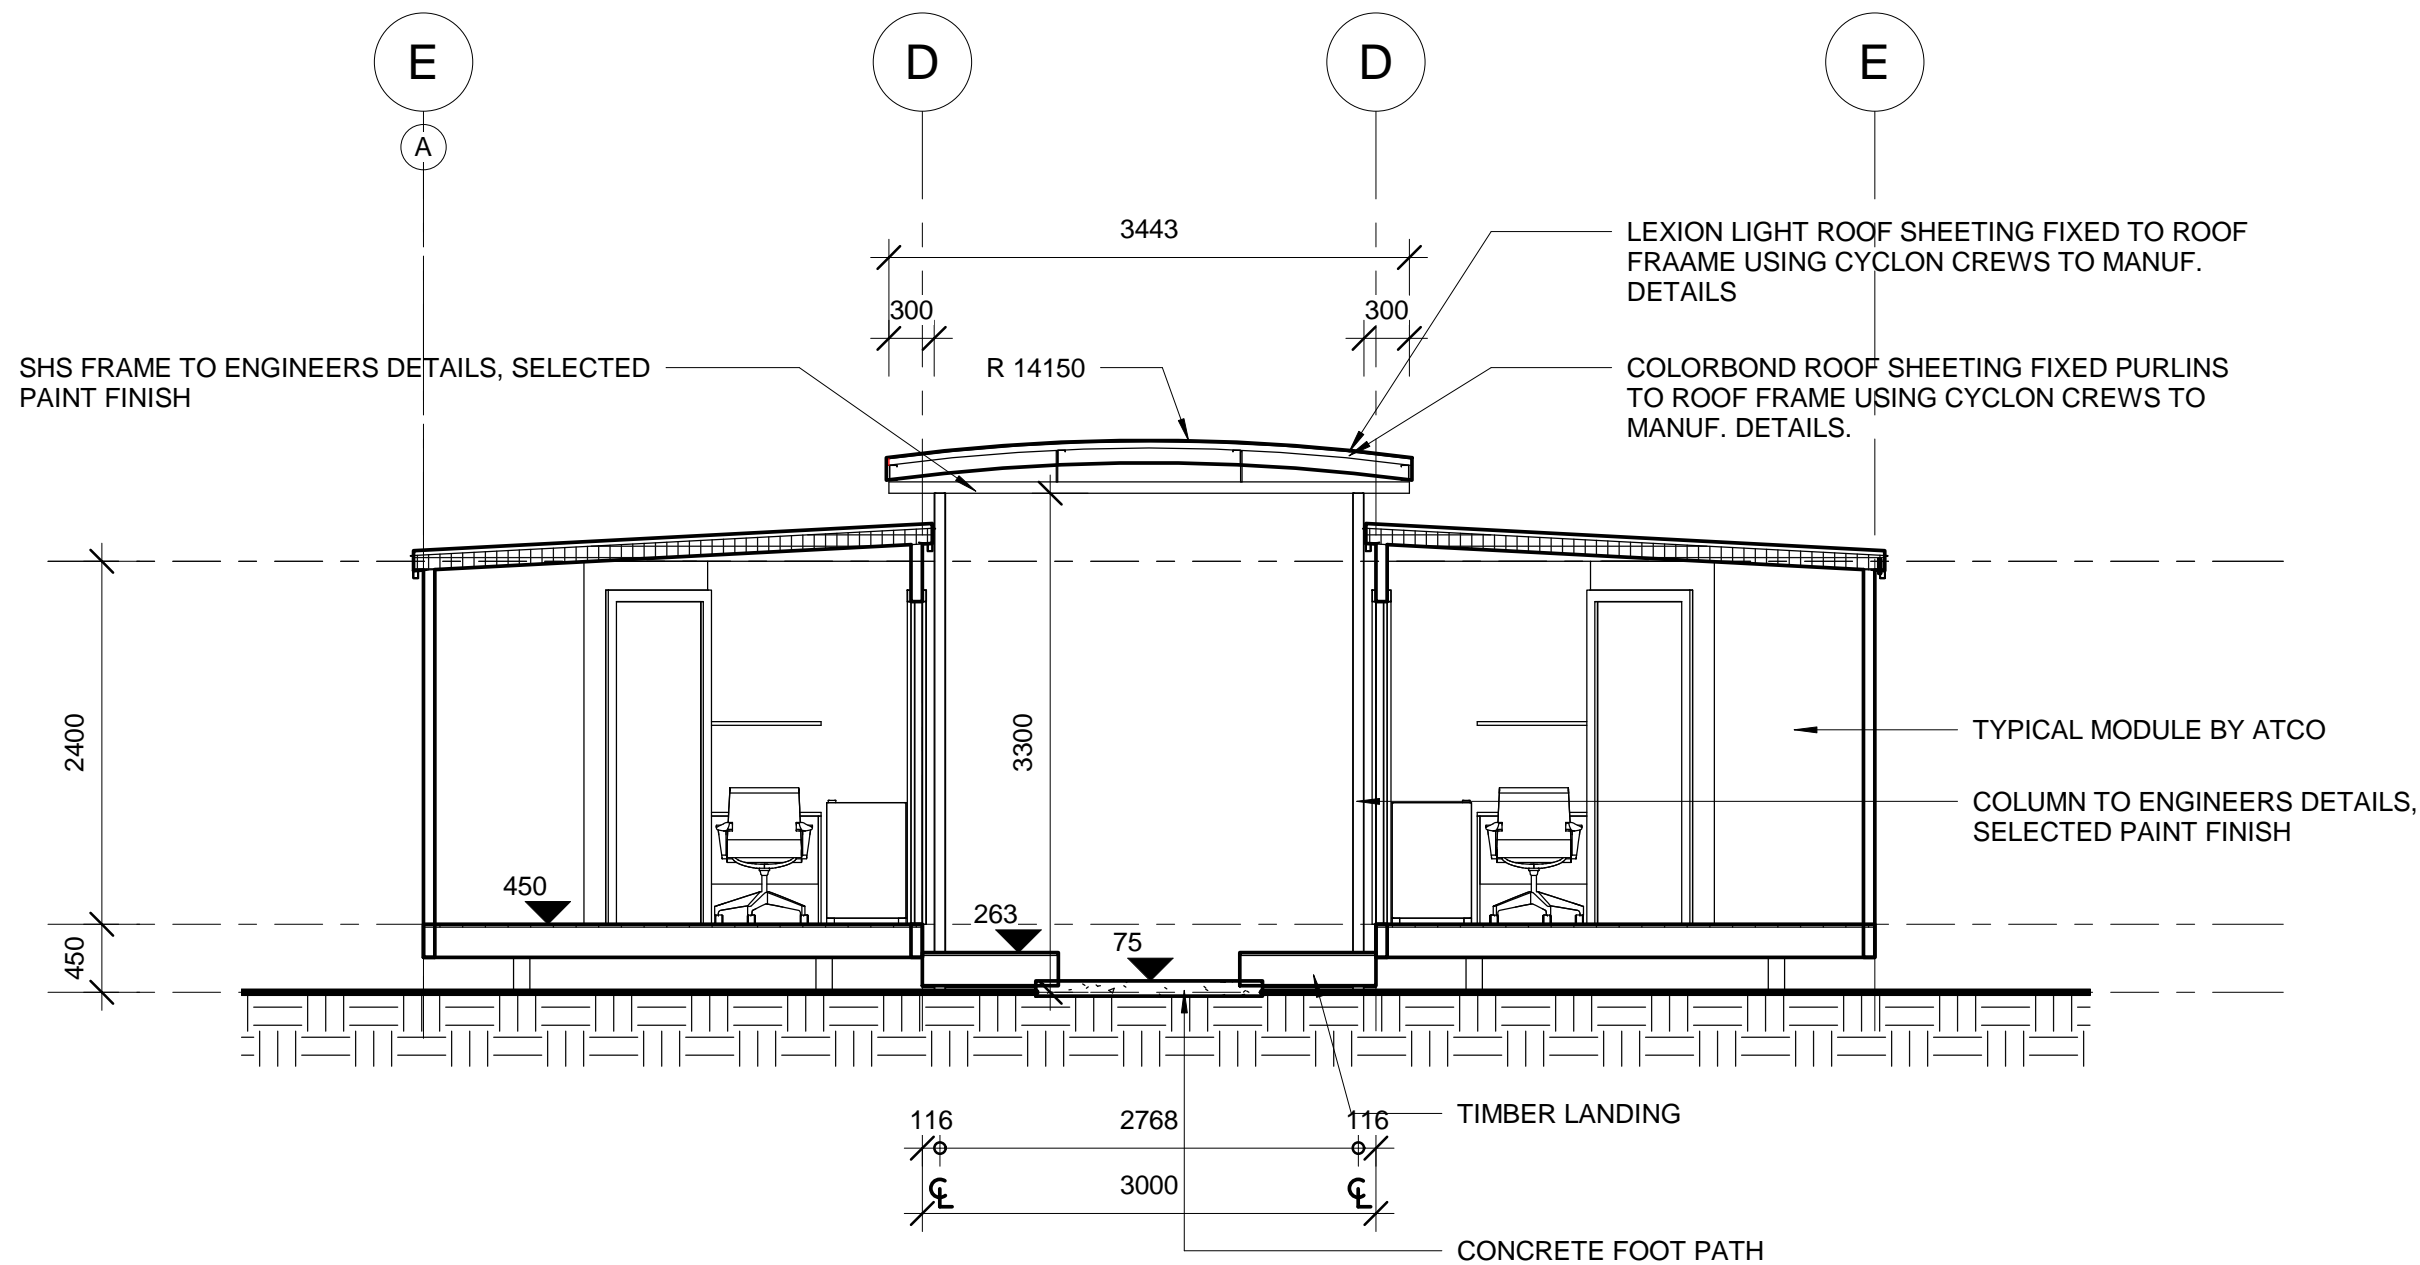 E
D
D
E
A
3443
300
300
LEXION LIGHT ROOF SHEETING FIXED TO ROOF
FRAAME USING CYCLON CREWS TO MANUF.
DETAILS
SHS FRAME TO ENGINEERS DETAILS, SELECTED
PAINT FINISH
R 14150
COLORBOND ROOF SHEETING FIXED PURLINS
TO ROOF FRAME USING CYCLON CREWS TO
MANUF. DETAILS.
2400
3300
TYPICAL MODULE BY ATCO
COLUMN TO ENGINEERS DETAILS,
SELECTED PAINT FINISH
450
263
75
450
116
2768
116
TIMBER LANDING
℄
3000
℄
CONCRETE FOOT PATH